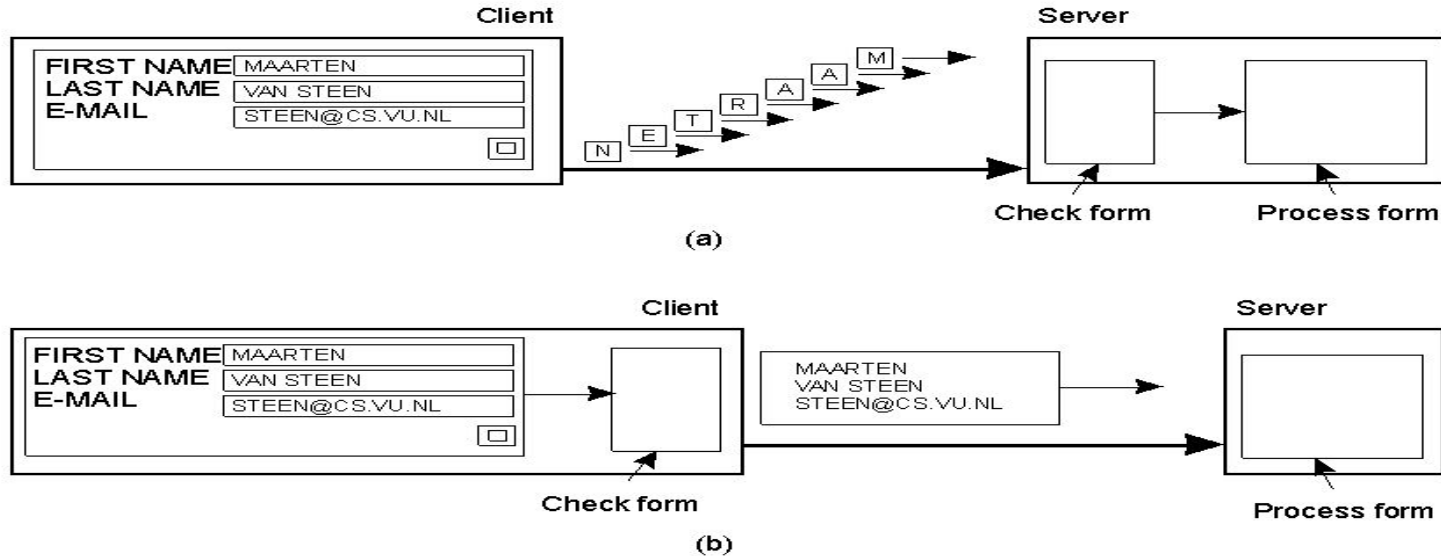 Client Server
FIRST NAME MAARTEN
LAST NAME VAN STEEN
E-MAIL STEEN@CS.VU.NL
N E T R A A M
Check form Process form
(a)
Client Server
FIRST NAME MAARTEN
LAST NAME VAN STEEN
E-MAIL STEEN@CS.VU.NL
MAARTEN
VAN STEEN
STEEN@CS.VU.NL
Check form Process form
(b)